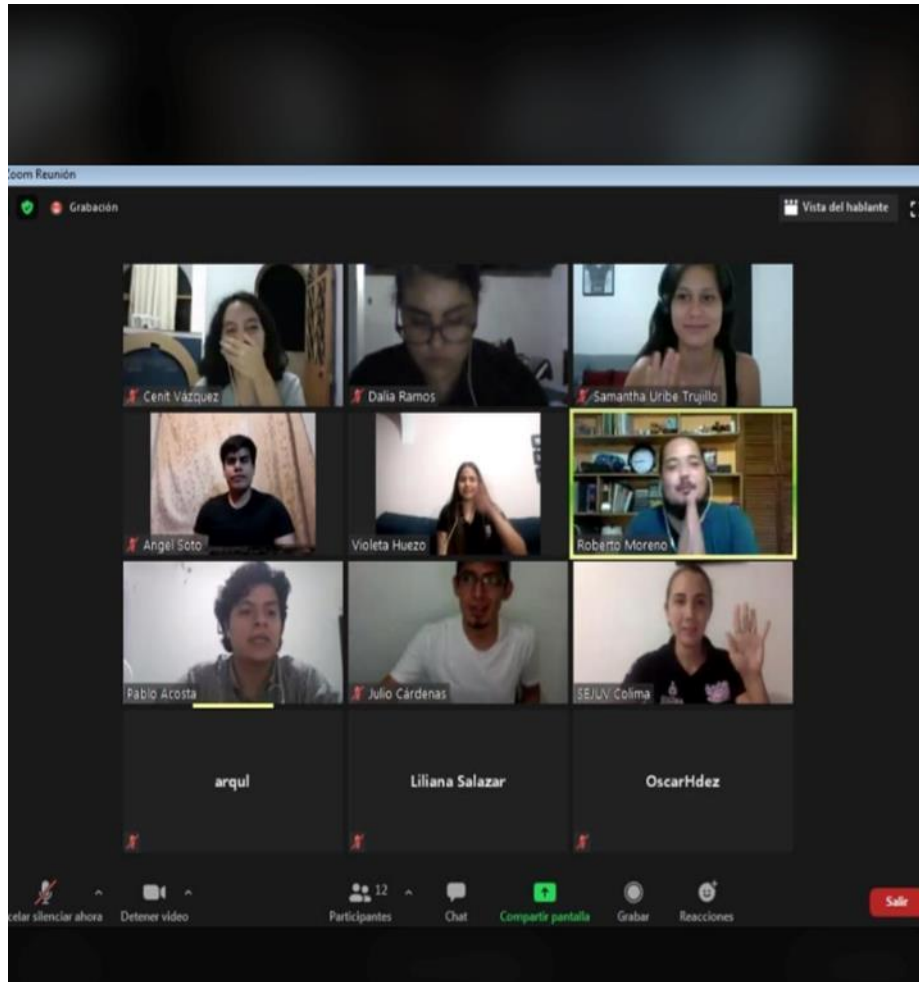 Zoom Reunión
Grabación
Vista del hablante
Cenit Vázquez
Dalia Ramos
Samantha Uribe Trujillo
Angel Soto
Violeta Huezo
Roberto Moreno
Pablo Acosta
Julio Cárdenas
SEJUV Colima
arqul
Liliana Salazar
OscarHdez
celar silenciar ahora
Detener video
12
Participantes
Chat
Compartir pantalla
Grabar
Reacciones
Salir